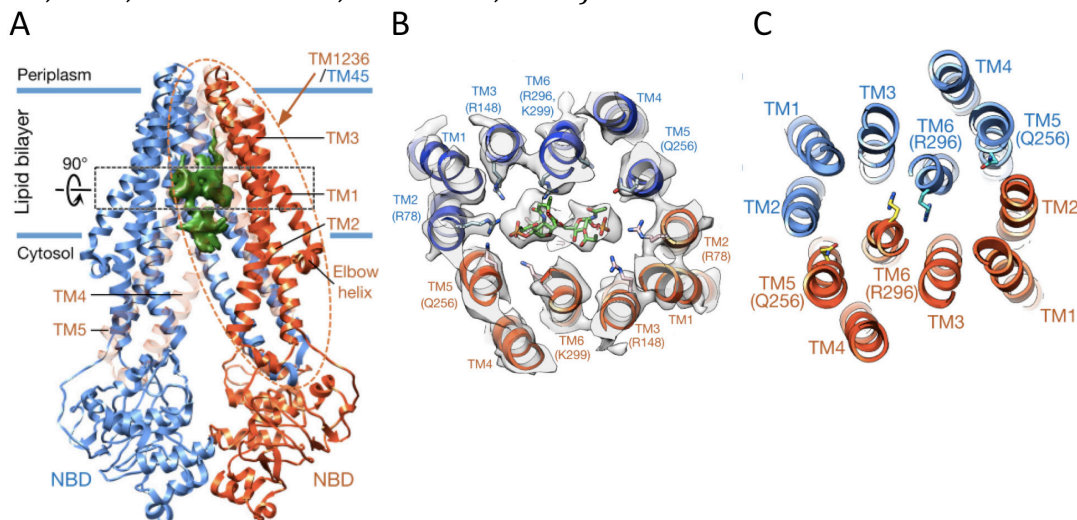 A
B
C
Periplasm
Lipid bilayer
90°
Cytosol
TM1236
/TM45
TM3
TM1
TM2
Elbow
helix
TM4
TM5
NBD
NBD
TM3
(R148)
TM6
(R296,
K299)
TM4
TM1
TM5
(Q256)
TM2
(R78)
TM2
(R78)
TM5
(Q256)
TM1
TM6
(K299)
TM3
(R148)
TM4
TM4
TM3
TM1
TM6
(R296)
TM5
(Q256)
TM2
TM2
TM5
(Q256)
TM6
(R296)
TM3
TM1
TM4